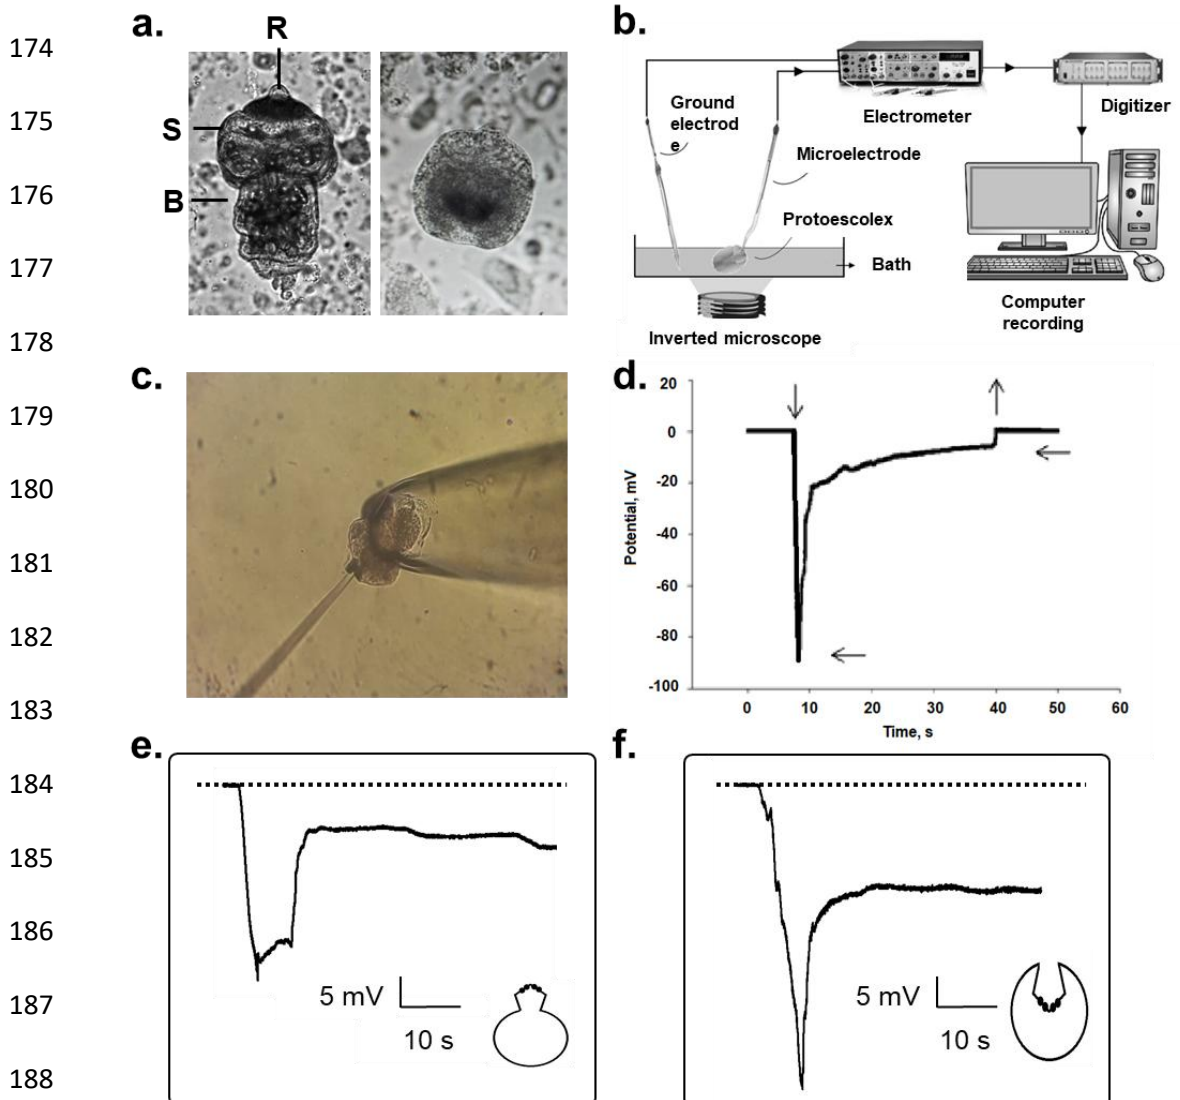 174
175
176
177
178
179
180
181
182
183
184
185
186
187
188
a.
R
S
B
b.
Ground
electrod
e
Microelectrode
Protoescolex
Bath
Inverted microscope
Electrometer
Digitizer
Computer
recording
c.
d.
20
0
-20
-40
-60
-80
-100
Potential, mV
0 10 20 30 40 50 60
Time, s
e.
5 mV
10 s
f.
5 mV
10 s